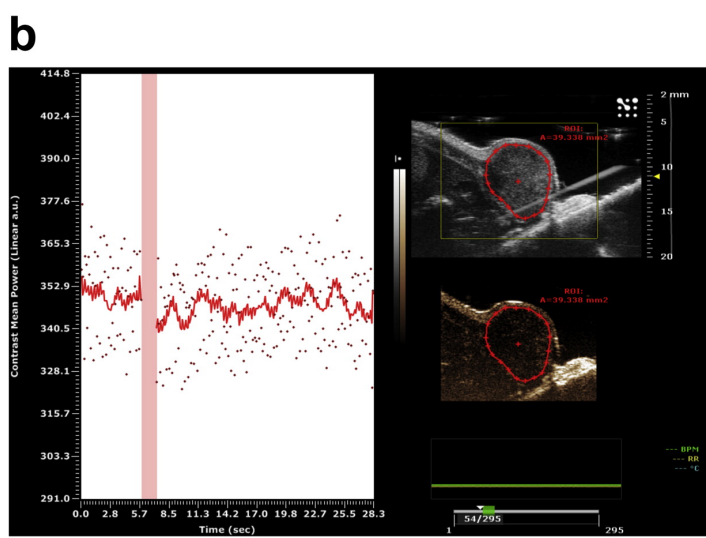 b
Contrast Mean Power (Linear a.u.)
414.8
402.4
390.0
377.6
365.3
352.9
340.5
328.1
315.7
303.3
291.0
0.0 2.8 5.7 8.5 11.3 14.2 17.0 19.8 22.7 25.5 28.3
Time (sec)
ROI:
A=39.338 mm2
2 mm
5
10
15
20
ROI:
A=39.338 mm2
--- BPM
--- RR
--- °C
54/295
1 295